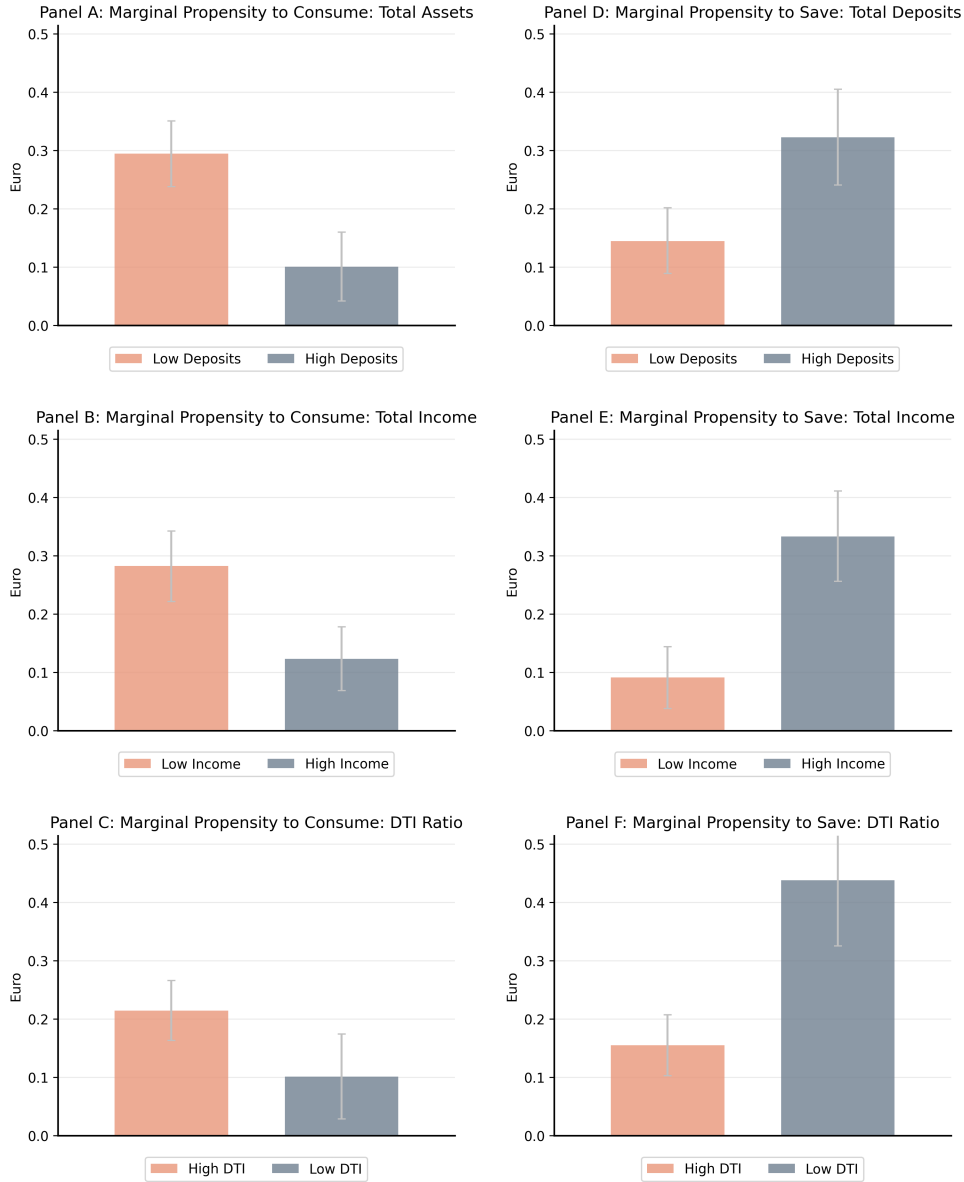 Panel A: Marginal Propensity to Consume: Total Assets
0.5
0.4
0.3
0.2
0.1
0.0
Euro
Low Deposits High Deposits
Panel D: Marginal Propensity to Save: Total Deposits
0.5
0.4
0.3
0.2
0.1
0.0
Euro
Low Deposits High Deposits
Panel B: Marginal Propensity to Consume: Total Income
0.5
0.4
0.3
0.2
0.1
0.0
Euro
Low Income High Income
Panel E: Marginal Propensity to Save: Total Income
0.5
0.4
0.3
0.2
0.1
0.0
Euro
Low Income High Income
Panel C: Marginal Propensity to Consume: DTI Ratio
0.5
0.4
0.3
0.2
0.1
0.0
Euro
High DTI Low DTI
Panel F: Marginal Propensity to Save: DTI Ratio
0.5
0.4
0.3
0.2
0.1
0.0
Euro
High DTI Low DTI